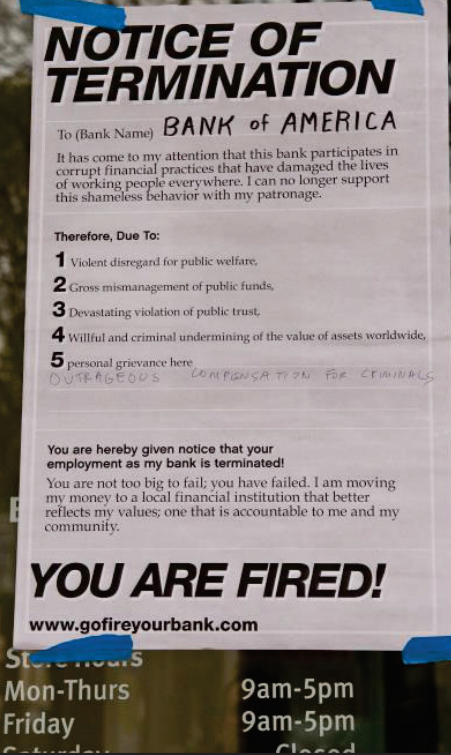 NOTICE OF
TERMINATION
To (Bank Name) BANK of AMERICA
It has come to my attention that this bank participates in
corrupt financial practices that have damaged the lives
of working people everywhere. I can no longer support
this shameless behavior with my patronage.
Therefore, Due To:
1 Violent disregard for public welfare,
2 Gross mismanagement of public funds,
3 Devastating violation of public trust,
4 Willful and criminal undermining of the value of assets worldwide,
5 personal grievance here
OUTRAGEOUS COMPENSATION FOR CRIMINALS
You are hereby given notice that your
employment as my bank is terminated!
You are not too big to fail; you have failed. I am moving
my money to a local financial institution that better
reflects my values; one that is accountable to me and my
community.
YOU ARE FIRED!
www.gofireyourbank.com
Store Hours
Mon-Thurs 9am-5pm
Friday 9am-5pm
Saturday Closed